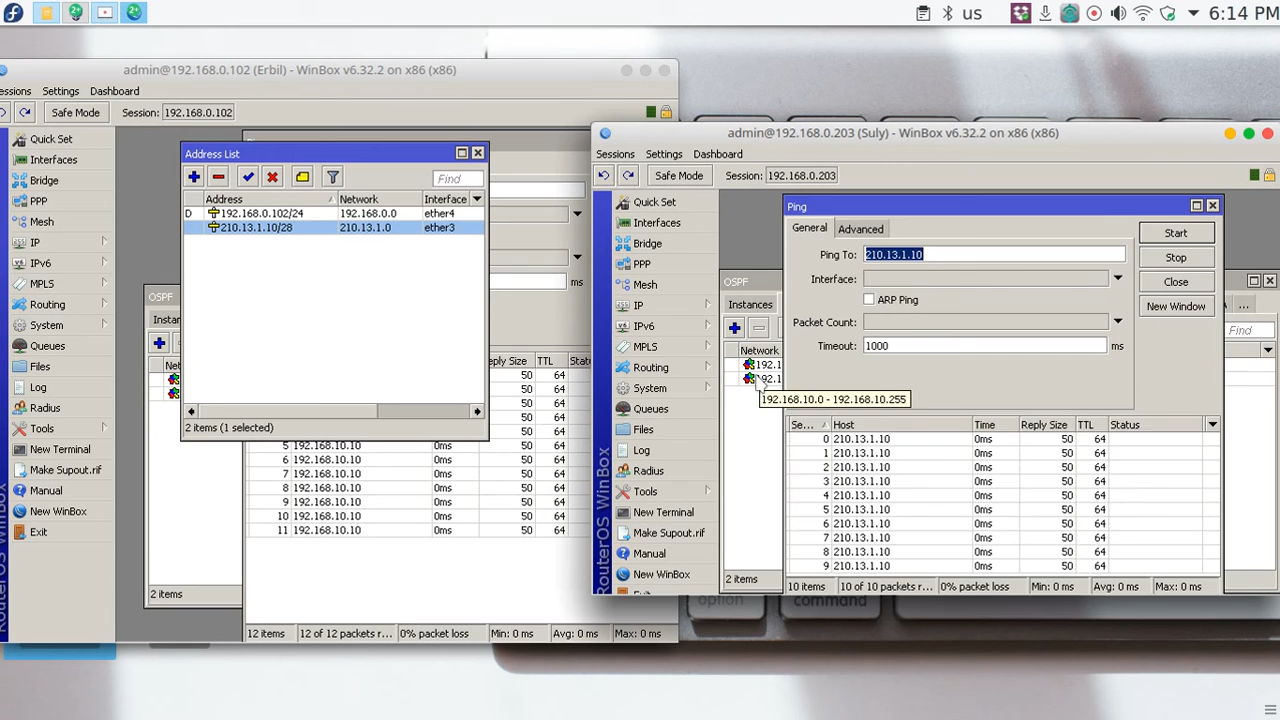 us
6:14 PM
admin@192.168.0.102 (Erbil) - WinBox v6.32.2 on x86 (x86)
Settings
Dashboard
Safe Mode
Session:
192.168.0.102
Quick Set
Interfaces
Bridge
PPP
Mesh
IP
IPv6
MPLS
Routing
System
Queues
Files
Log
Radius
Tools
New Terminal
Make Supout.rif
Manual
New WinBox
Exit
RouterOS WinBox
Address List
Find
Address
Network
Interface
D 192.168.0.102/24 192.168.0.0 ether4
210.13.1.10/28 210.13.1.0 ether3
2 items (1 selected)
OSPF
2 items
ms
Reply Size TTL
50 64
50 64
50 64
50 64
50 64
5 192.168.10.10 0ms 50 64
6 192.168.10.10 0ms 50 64
7 192.168.10.10 0ms 50 64
8 192.168.10.10 0ms 50 64
9 192.168.10.10 0ms 50 64
10 192.168.10.10 0ms 50 64
11 192.168.10.10 0ms 50 64
12 items
12 of 12 packets r...
0% packet loss
Min: 0 ms
Avg: 0 ms
Max: 0 ms
admin@192.168.0.203 (Suly) - WinBox v6.32.2 on x86 (x86)
Sessions
Settings
Dashboard
Safe Mode
Session:
192.168.0.203
Quick Set
Interfaces
Bridge
PPP
Mesh
IP
IPv6
MPLS
Routing
System
Queues
Files
Log
Radius
Tools
New Terminal
Make Supout.rif
Manual
New WinBox
RouterOS WinBox
OSPF
Instances
...
Find
Network
192.1
192.1
192.168.10.0 - 192.168.10.255
2 items
Ping
General
Advanced
Ping To:
210.13.1.10
Interface:
ARP Ping
Packet Count:
Timeout:
1000
ms
Start
Stop
Close
New Window
Se... Host Time Reply Size TTL Status
0 210.13.1.10 0ms 50 64
1 210.13.1.10 0ms 50 64
2 210.13.1.10 0ms 50 64
3 210.13.1.10 0ms 50 64
4 210.13.1.10 0ms 50 64
5 210.13.1.10 0ms 50 64
6 210.13.1.10 0ms 50 64
7 210.13.1.10 0ms 50 64
8 210.13.1.10 0ms 50 64
9 210.13.1.10 0ms 50 64
10 items
10 of 10 packets r...
0% packet loss
Min: 0 ms
Avg: 0 ms
Max: 0 ms
option
command